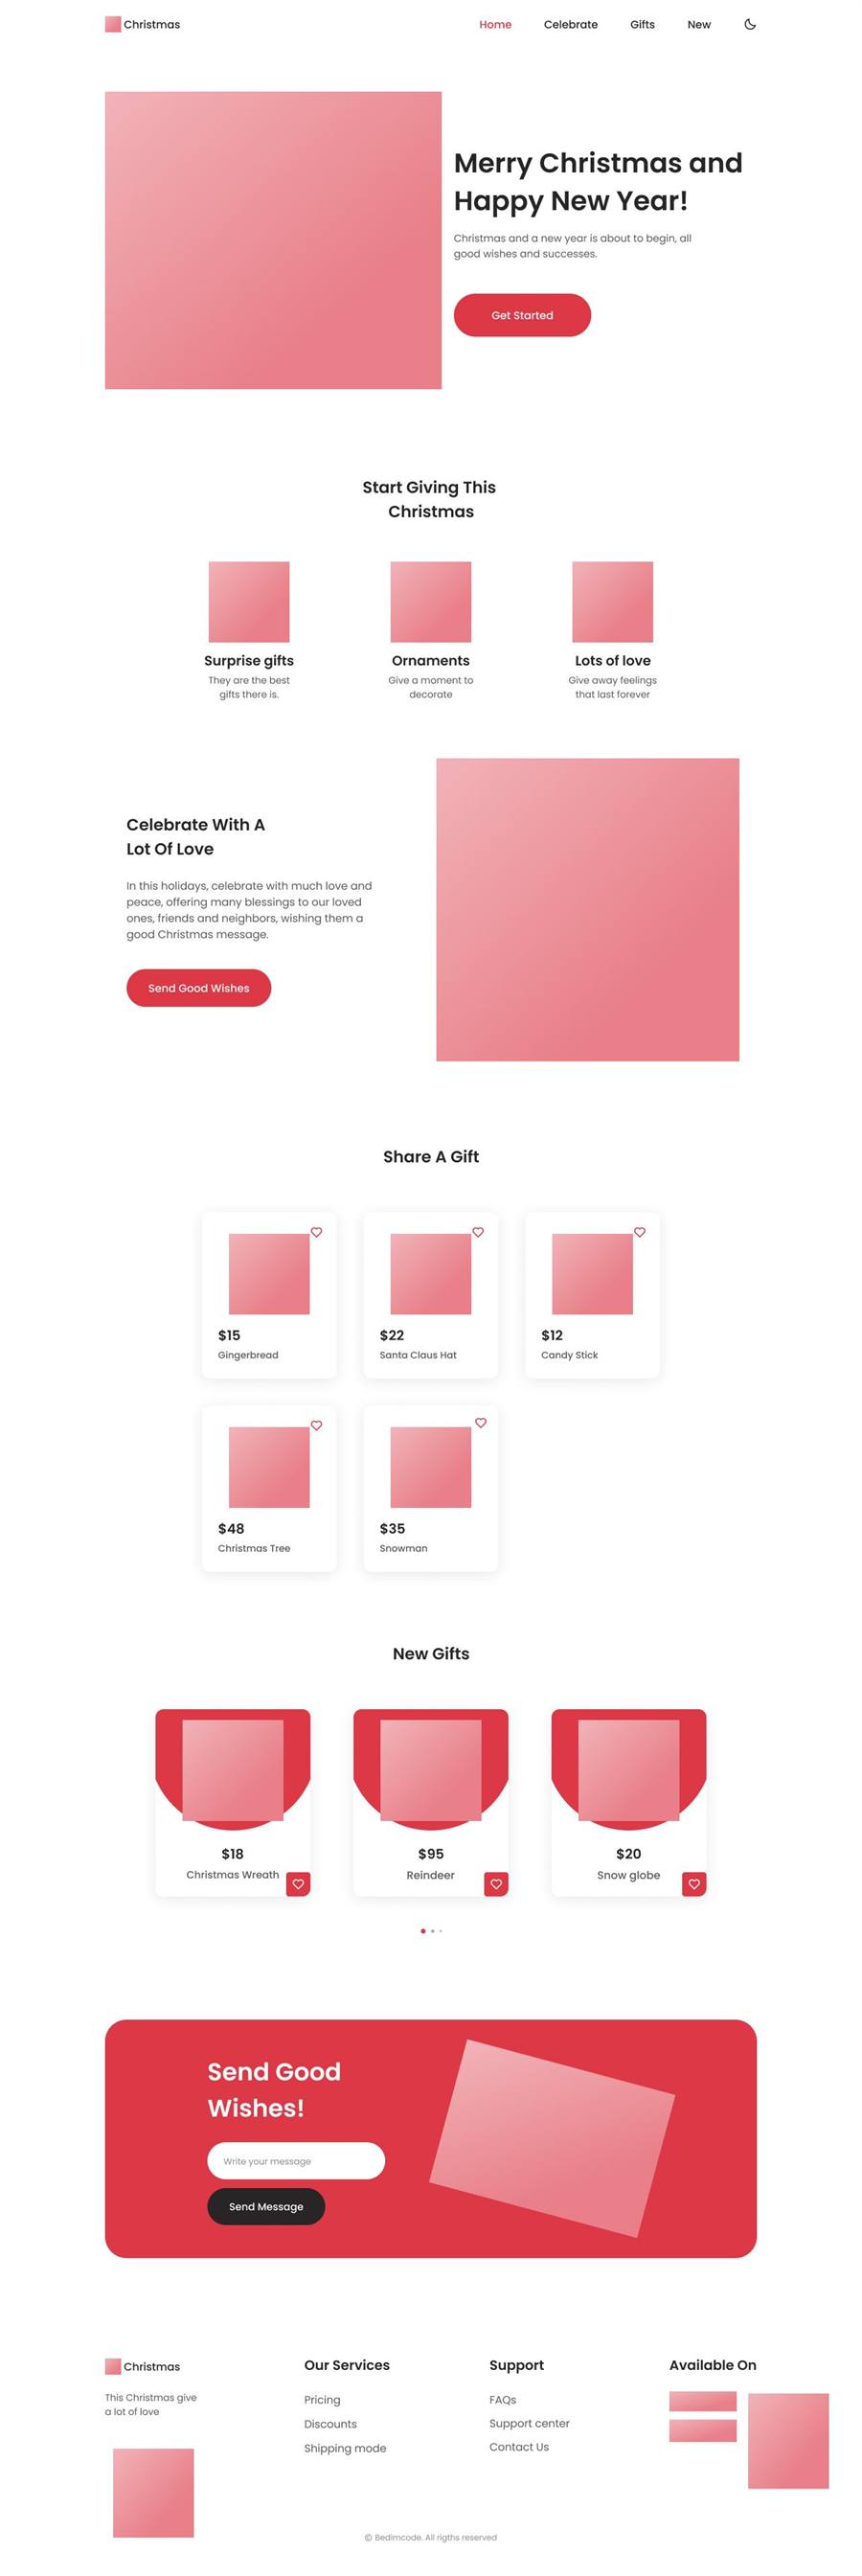 Christmas
Home
Celebrate
Gifts
New
Merry Christmas and
Happy New Year!
Christmas and a new year is about to begin, all
good wishes and successes.
Get Started
Start Giving This
Christmas
Surprise gifts
They are the best
gifts there is.
Ornaments
Give a moment to
decorate
Lots of love
Give away feelings
that last forever
Celebrate With A
Lot Of Love
In this holidays, celebrate with much love and
peace, offering many blessings to our loved
ones, friends and neighbors, wishing them a
good Christmas message.
Send Good Wishes
Share A Gift
$15
Gingerbread
$22
Santa Claus Hat
$12
Candy Stick
$48
Christmas Tree
$35
Snowman
New Gifts
$18
Christmas Wreath
$95
Reindeer
$20
Snow globe
Send Good
Wishes!
Write your message
Send Message
Christmas
This Christmas give
a lot of love
Our Services
Pricing
Discounts
Shipping mode
Support
FAQs
Support center
Contact Us
Available On
© Bedimcode. All rigths reserved